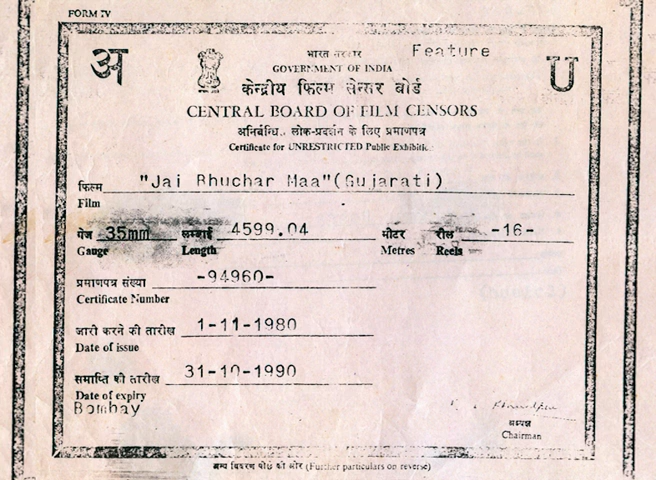 FORM IV
अ
भारत सरकार
Feature
U
GOVERNMENT OF INDIA
केन्द्रीय फिल्म सेन्सर बोर्ड
CENTRAL BOARD OF FILM CENSORS
लोक-प्रदर्शन के लिए प्रमाणपत्र
Certificate for UNRESTRICTED Public Exhibition
फिल्म "Jai Bhuchar Maa"(Gujarati)
Film
गेज 35mm लम्बाई 4599.04 मीटर रील -16-
Gauge Length Metres Reels
प्रमाणपत्र संख्या -94960-
Certificate Number
जारी करने की तारीख 1-11-1980
Date of issue
समाप्ति की तारीख 31-10-1990
Date of expiry
Bombay
अध्यक्ष
Chairman
अन्य विवरण पीछे की ओर (Further particulars on reverse)